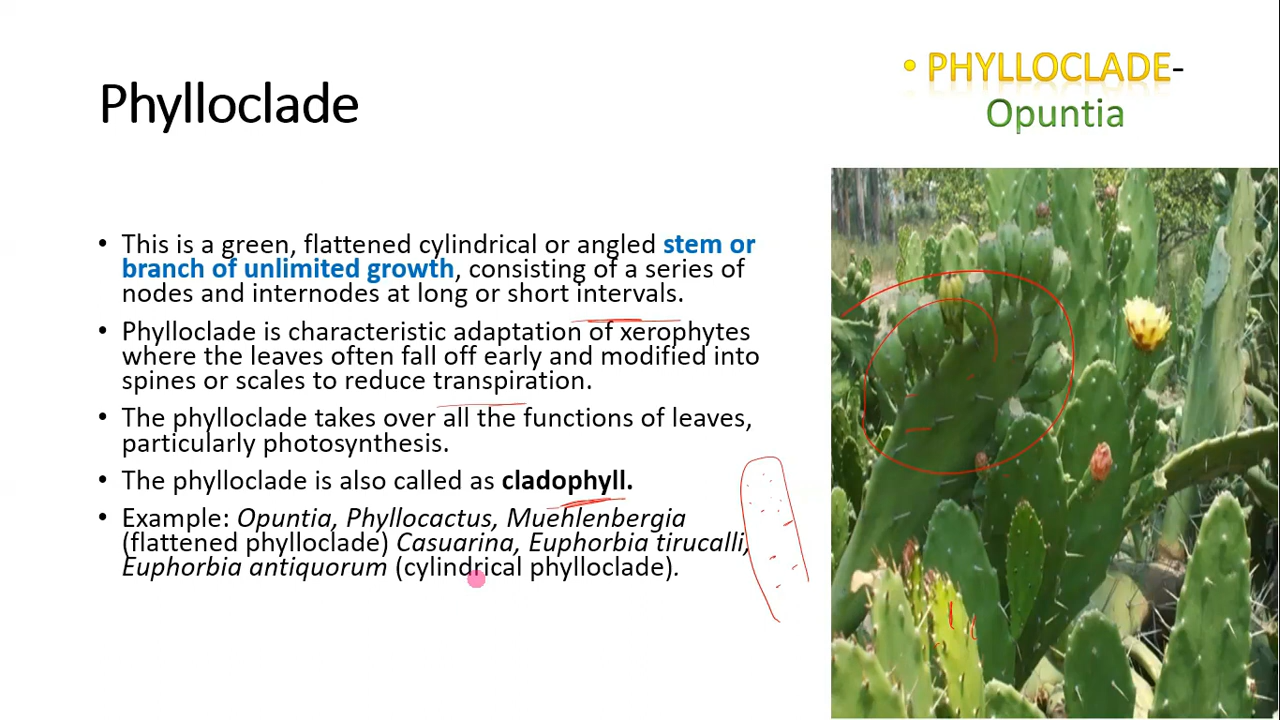 Phylloclade
• PHYLLOCLADE-
Opuntia
• This is a green, flattened cylindrical or angled stem or
branch of unlimited growth, consisting of a series of
nodes and internodes at long or short intervals.
• Phylloclade is characteristic adaptation of xerophytes
where the leaves often fall off early and modified into
spines or scales to reduce transpiration.
• The phylloclade takes over all the functions of leaves,
particularly photosynthesis.
• The phylloclade is also called as cladophyll.
• Example: Opuntia, Phyllocactus, Muehlenbergia
(flattened phylloclade) Casuarina, Euphorbia tirucalli,
Euphorbia antiquorum (cylindrical phylloclade).